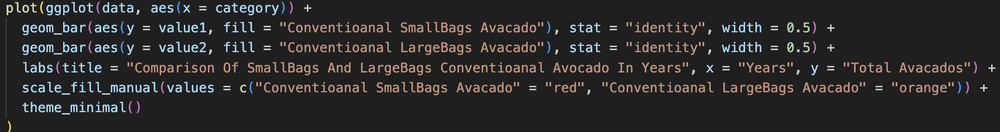 plot(ggplot(data, aes(x = category)) +
geom_bar(aes(y = value1, fill = "Conventioanal SmallBags Avacado"), stat = "identity", width = 0.5) +
geom_bar(aes(y = value2, fill = "Conventioanal LargeBags Avacado"), stat = "identity", width = 0.5) +
labs(title = "Comparison Of SmallBags And LargeBags Conventioanal Avocado In Years", x = "Years", y = "Total Avacados") +
scale_fill_manual(values = c("Conventioanal SmallBags Avacado" = "red", "Conventioanal LargeBags Avacado" = "orange")) +
theme_minimal()
)